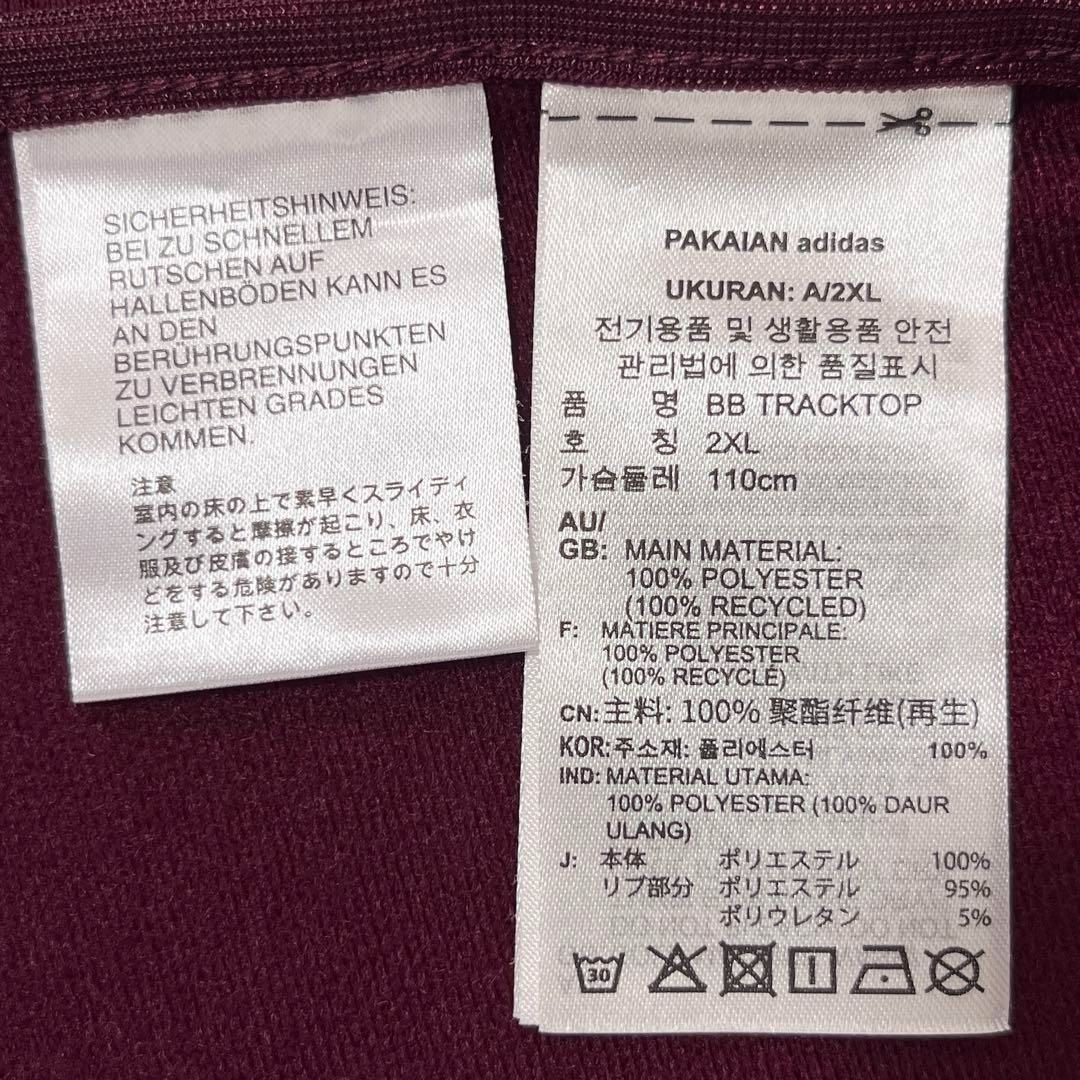 SICHERHEITSHINWEIS:
BEI ZU SCHNELLEM
RUTSCHEN AUF
HALLENBÖDEN KANN ES
AN DEN
BERÜHRUNGSPUNKTEN
ZU VERBRENNUNGEN
LEICHTEN GRADES
KOMMEN.
注意
室内の床の上で素早くスライディ
ングすると摩擦が起こり、床、衣
服及び皮膚の接するところでやけ
どをする危険がありますので十分
注意して下さい。
PAKAIAN adidas
UKURAN: A/2XL
전기용품 및 생활용품 안전
관리법에 의한 품질표시
품 명 BB TRACKTOP
호 칭 2XL
가슴둘레 110cm
AU/
GB: MAIN MATERIAL:
100% POLYESTER
(100% RECYCLED)
F: MATIERE PRINCIPALE:
100% POLYESTER
(100% RECYCLÉ)
CN: 主料: 100% 聚酯纤维(再生)
KOR: 주소재: 폴리에스터 100%
IND: MATERIAL UTAMA:
100% POLYESTER (100% DAUR
ULANG)
J: 本体 ポリエステル 100%
リブ部分 ポリエステル 95%
ポリウレタン 5%
30